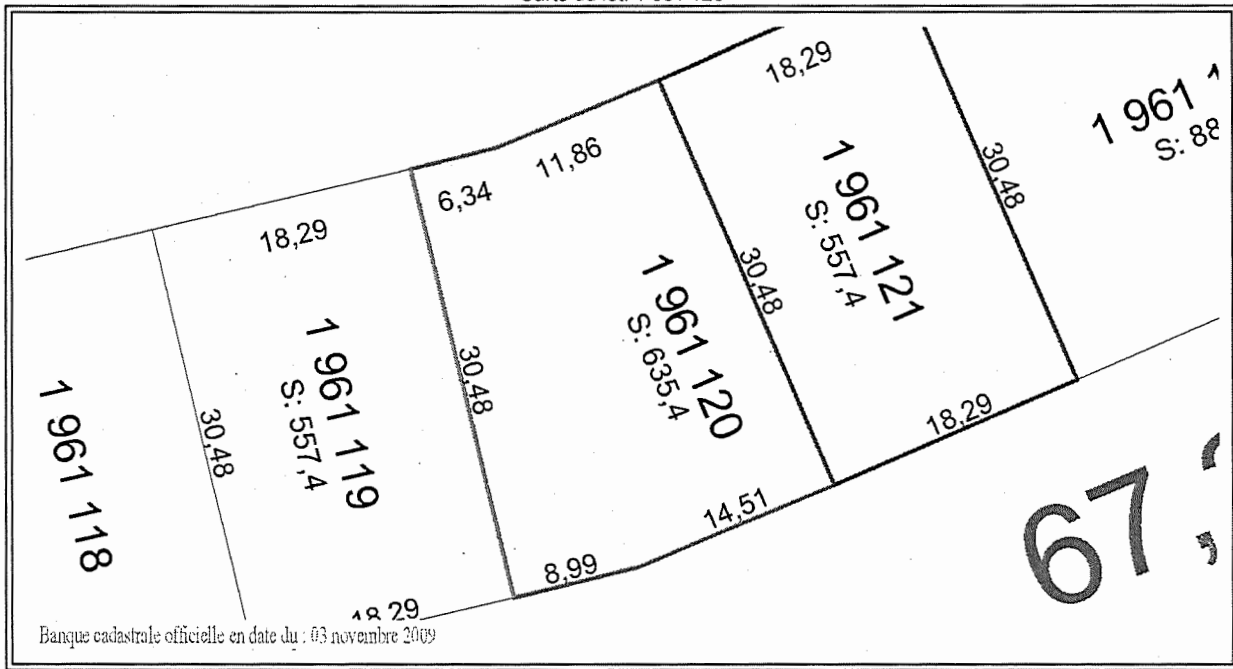 18,29
11,86
6,34
18,29
1 961 1
S: 88
30,48
1 961 121
S: 557,4
30,48
1 961 120
S: 635,4
30,48
1 961 119
S: 557,4
30,48
1 961 118
18,29
14,51
8,99
18,29
67,
Banque cadastrale officielle en date du : 03 novembre 2009